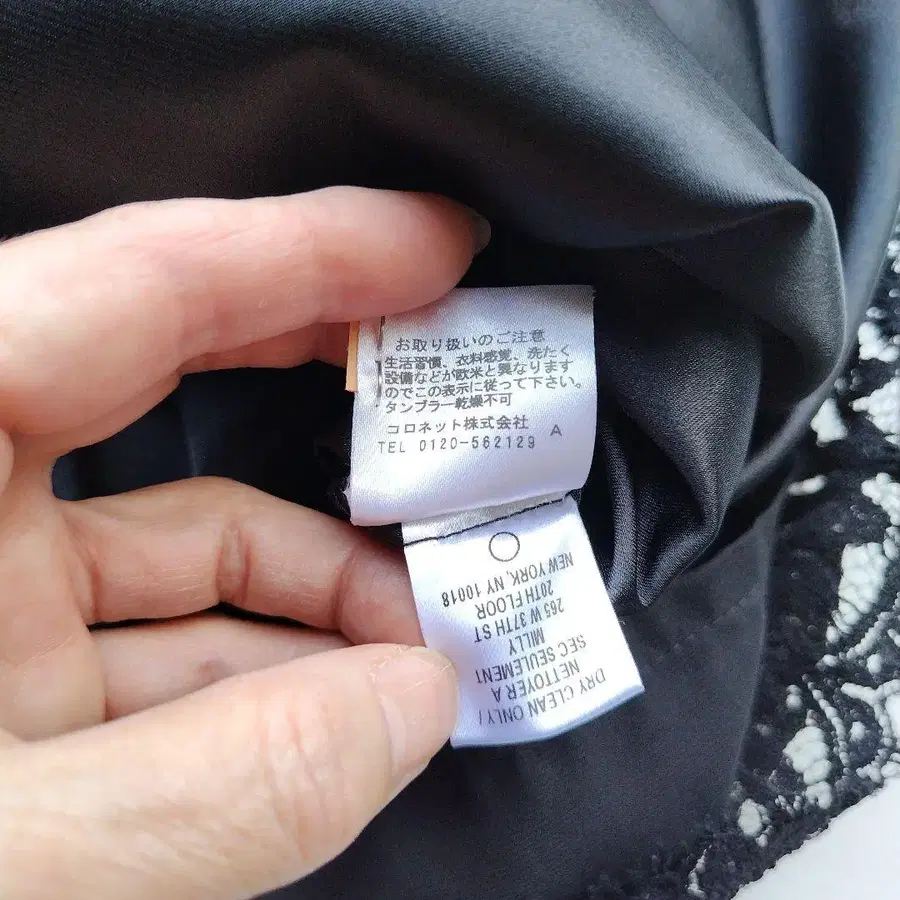 お取り扱いのご注意
生活習慣、衣料感覚、洗たく
設備などが欧米と異なります
のでこの表示に従って下さい。
タンブラー乾燥不可
コロネット株式会社
TEL 0120-562129 A
DRY CLEAN ONLY /
NETTOYER A
SEC SEULEMENT
MILLY
265 W 37TH ST
20TH FLOOR
NEW YORK, NY 10018